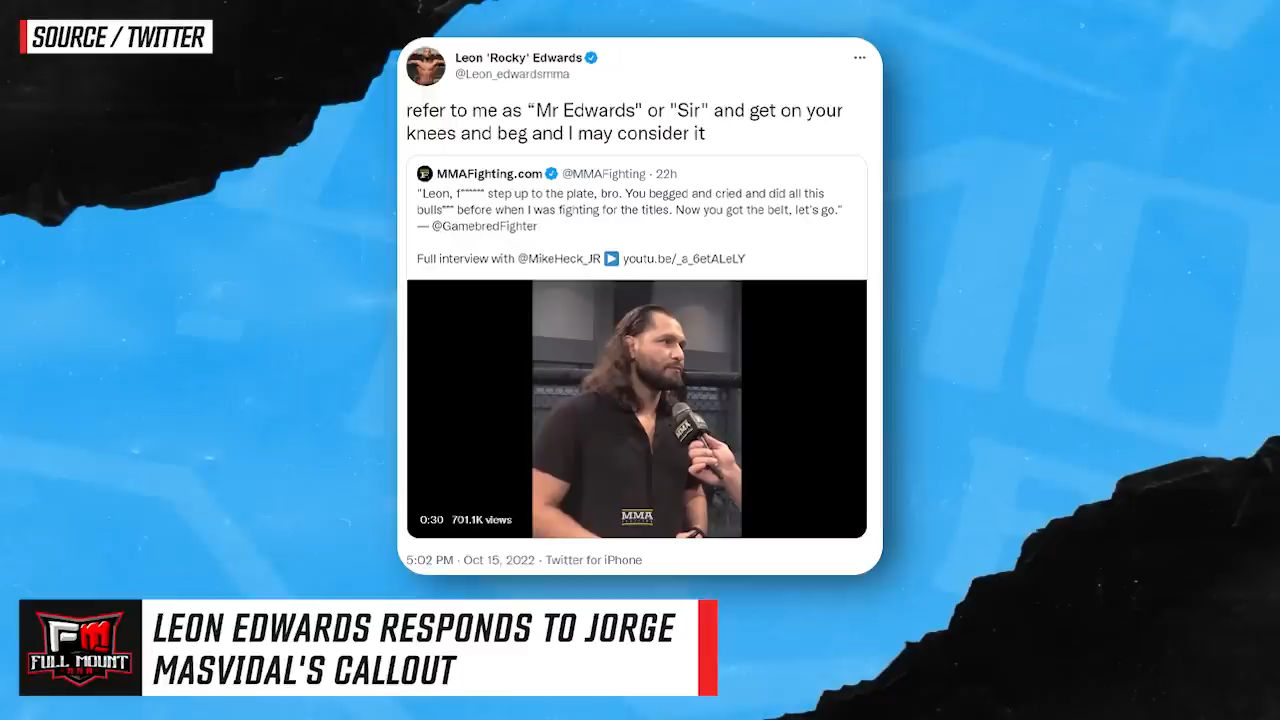 SOURCE / TWITTER
Leon 'Rocky' Edwards
@Leon_edwardsmma
refer to me as “Mr Edwards" or "Sir" and get on your
knees and beg and I may consider it
MMAFighting.com @MMAFighting · 22h
"Leon, f****** step up to the plate, bro. You begged and cried and did all this
bulls*** before when I was fighting for the titles. Now you got the belt, let's go."
— @GamebredFighter
Full interview with @MikeHeck_JR ▶ youtu.be/_a_6etALeLY
MMA
MMA
0:30 701.1K views
5:02 PM · Oct 15, 2022 · Twitter for iPhone
FM
FULL MOUNT
MMA
LEON EDWARDS RESPONDS TO JORGE
MASVIDAL'S CALLOUT